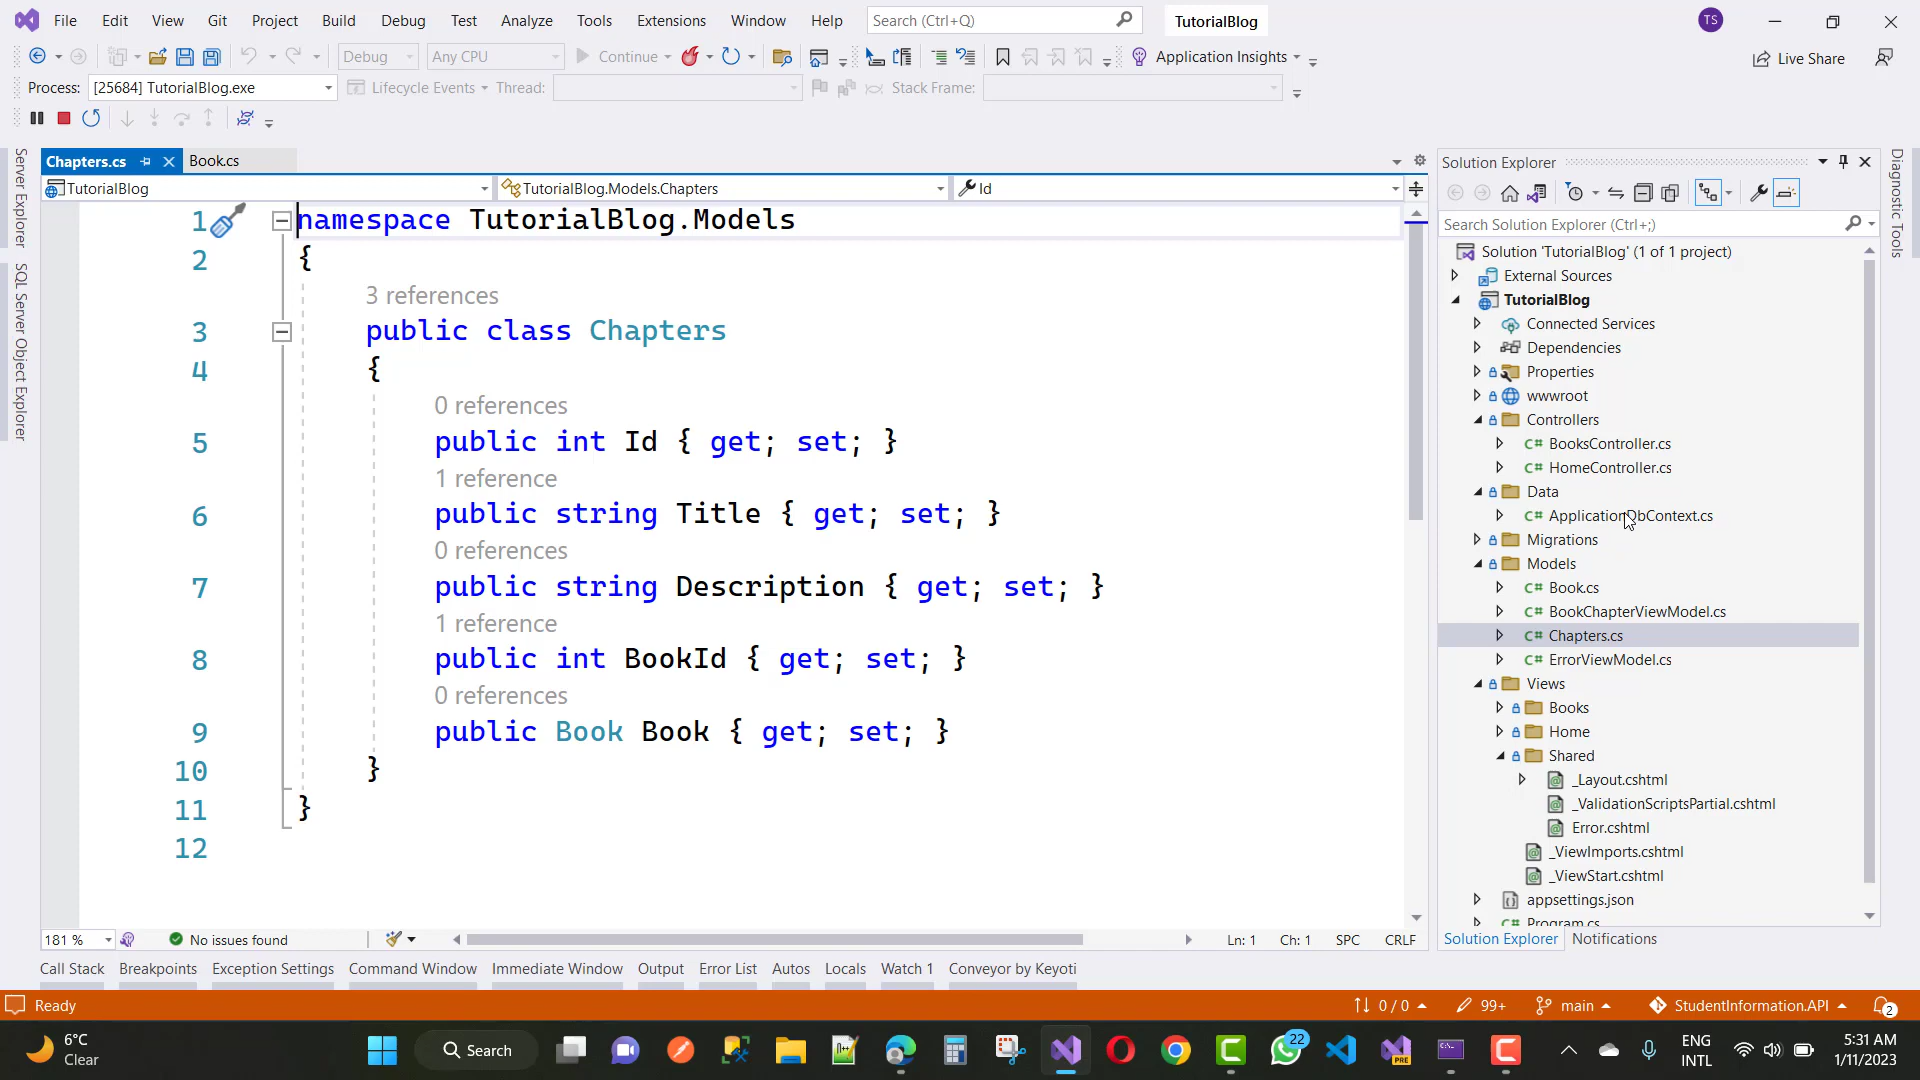 File Edit View Git Project Build Debug Test Analyze Tools Extensions Window Help Search (Ctrl+Q) TutorialBlog TS
Debug Any CPU Continue Application Insights Live Share
Process: [25684] TutorialBlog.exe Lifecycle Events Thread: Stack Frame:
Server Explorer
SQL Server Object Explorer
Chapters.cs Book.cs
TutorialBlog TutorialBlog.Models.Chapters Id
1 namespace TutorialBlog.Models
2 {
3 references
3 public class Chapters
4 {
0 references
5 public int Id { get; set; }
1 reference
6 public string Title { get; set; }
0 references
7 public string Description { get; set; }
1 reference
8 public int BookId { get; set; }
0 references
9 public Book Book { get; set; }
10 }
11 }
12
181 % No issues found Ln: 1 Ch: 1 SPC CRLF
Solution Explorer
Search Solution Explorer (Ctrl+;)
Solution 'TutorialBlog' (1 of 1 project)
External Sources
TutorialBlog
Connected Services
Dependencies
Properties
wwwroot
Controllers
C# BooksController.cs
C# HomeController.cs
Data
C# ApplicationDbContext.cs
Migrations
Models
C# Book.cs
C# BookChapterViewModel.cs
C# Chapters.cs
C# ErrorViewModel.cs
Views
Books
Home
Shared
_Layout.cshtml
_ValidationScriptsPartial.cshtml
Error.cshtml
_ViewImports.cshtml
_ViewStart.cshtml
appsettings.json
C# Program.cs
Solution Explorer Notifications
Diagnostic Tools
Call Stack Breakpoints Exception Settings Command Window Immediate Window Output Error List Autos Locals Watch 1 Conveyor by Keyoti
Ready 0 / 0 99+ main StudentInformation.API 2
6°C
Clear
Search
22
PRE
ENG
INTL
5:31 AM
1/11/2023